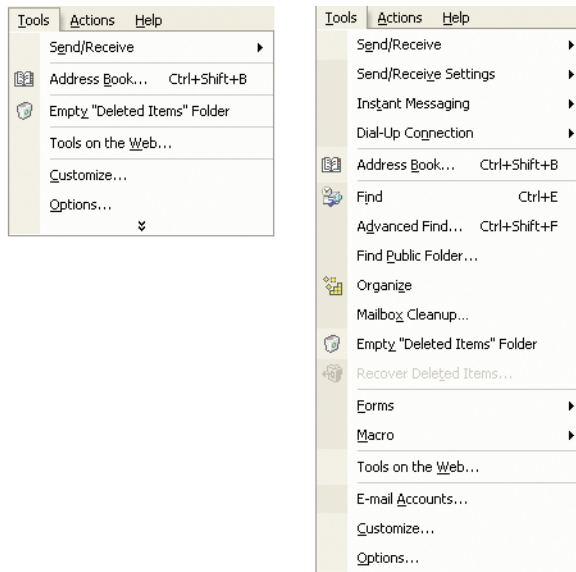 Tools Actions Help
Send/Receive
Address Book... Ctrl+Shift+B
Empty "Deleted Items" Folder
Tools on the Web...
Customize...
Options...
Tools Actions Help
Send/Receive
Send/Receive Settings
Instant Messaging
Dial-Up Connection
Address Book... Ctrl+Shift+B
Find Ctrl+E
Advanced Find... Ctrl+Shift+F
Find Public Folder...
Organize
Mailbox Cleanup...
Empty "Deleted Items" Folder
Recover Deleted Items...
Forms
Macro
Tools on the Web...
E-mail Accounts...
Customize...
Options...